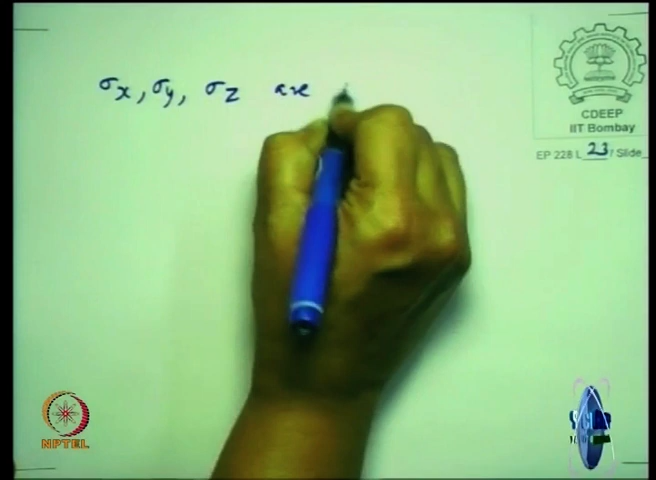 σx, σy, σz are
CDEEP
IIT Bombay
EP 228 L 23 / Slide
NPTEL